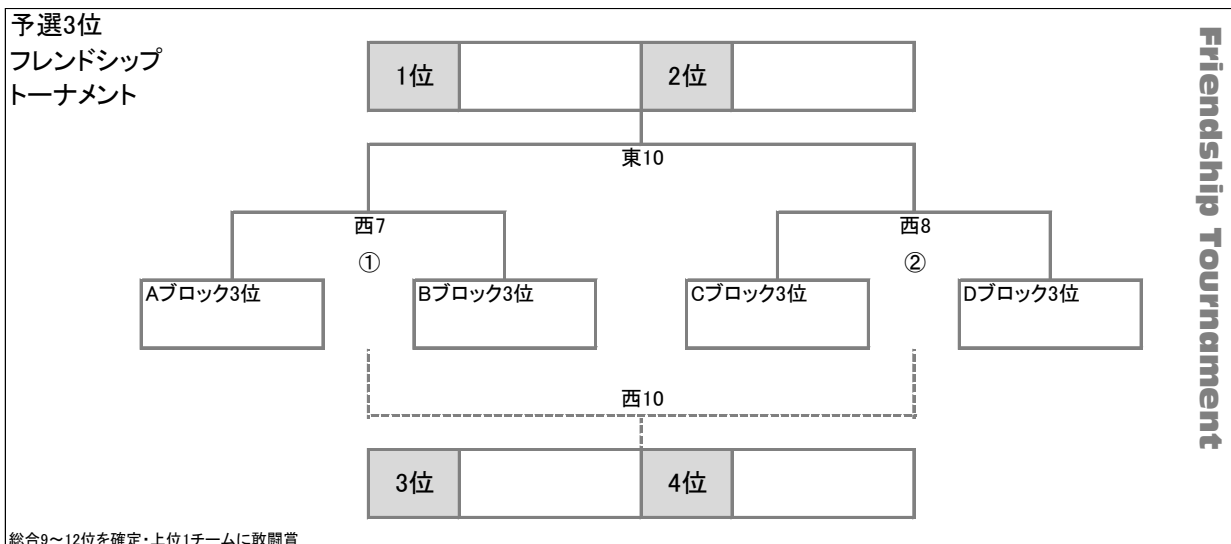 予選3位
フレンドシップ
トーナメント
1位
2位
東10
西7
西8
①
②
Aブロック3位
Bブロック3位
Cブロック3位
Dブロック3位
西10
3位
4位
総合9～12位を確定・上位1チームに敢闘賞
Friendship Tournament